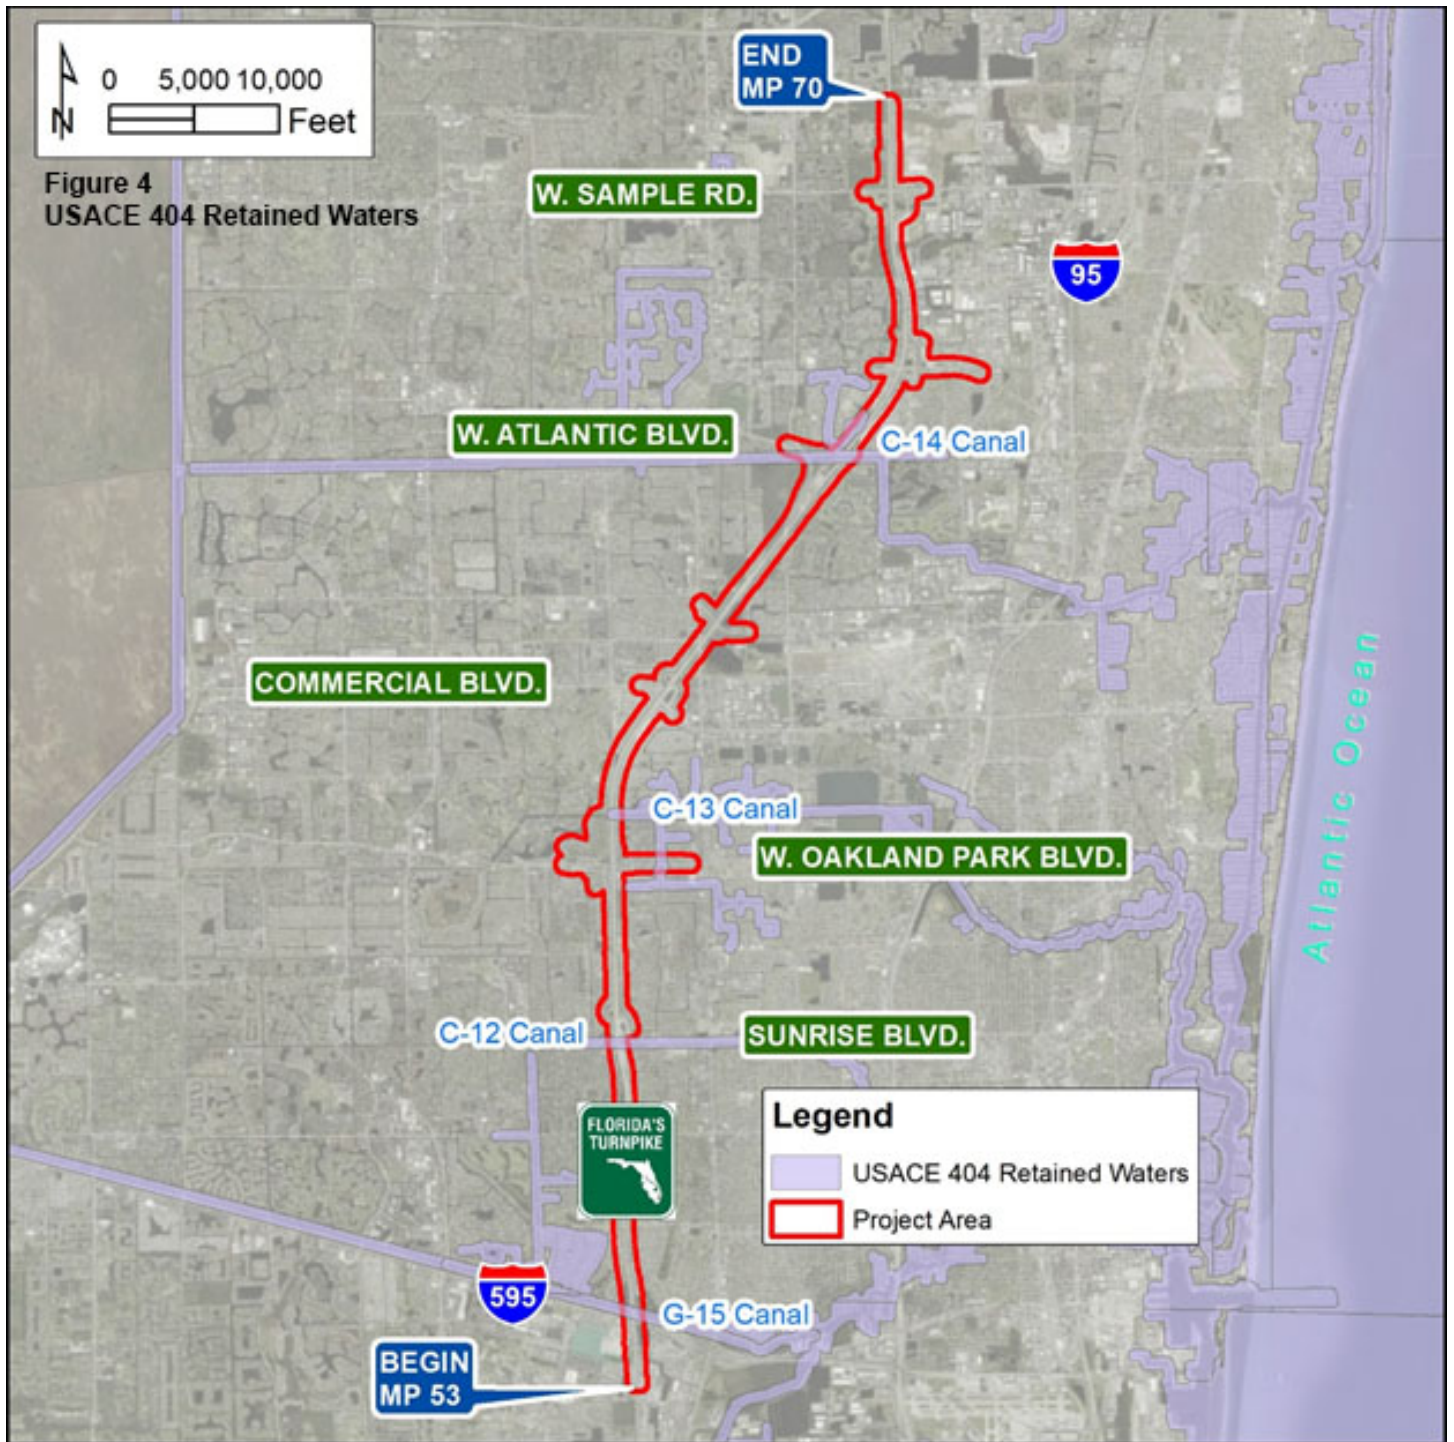 N
0 5,000 10,000
Feet
Figure 4
USACE 404 Retained Waters
END
MP 70
W. SAMPLE RD.
95
W. ATLANTIC BLVD.
C-14 Canal
COMMERCIAL BLVD.
Atlantic Ocean
C-13 Canal
W. OAKLAND PARK BLVD.
C-12 Canal
SUNRISE BLVD.
FLORIDA'S
TURNPIKE
Legend
USACE 404 Retained Waters
Project Area
595
G-15 Canal
BEGIN
MP 53